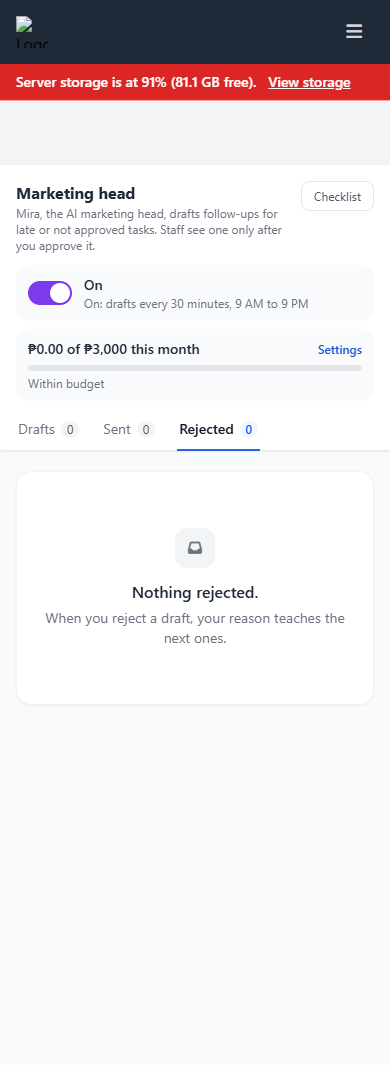 Logo
Server storage is at 91% (81.1 GB free). View storage
Marketing head
Checklist
Mira, the AI marketing head, drafts follow-ups for
late or not approved tasks. Staff see one only after
you approve it.
On
On: drafts every 30 minutes, 9 AM to 9 PM
₱0.00 of ₱3,000 this month
Settings
Within budget
Drafts 0 Sent 0 Rejected 0
Nothing rejected.
When you reject a draft, your reason teaches the
next ones.